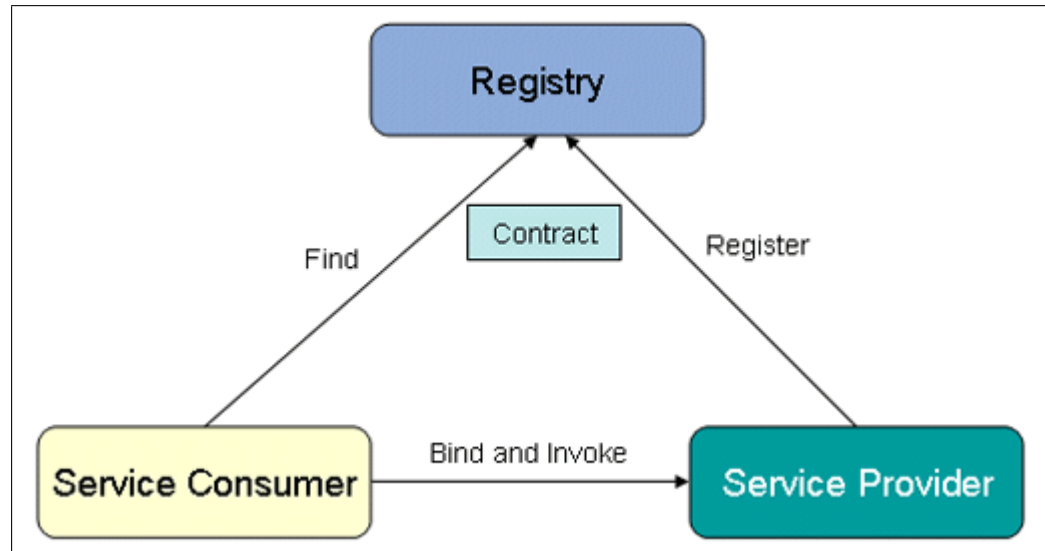 Registry
Contract
Find
Register
Bind and Invoke
Service Consumer
Service Provider